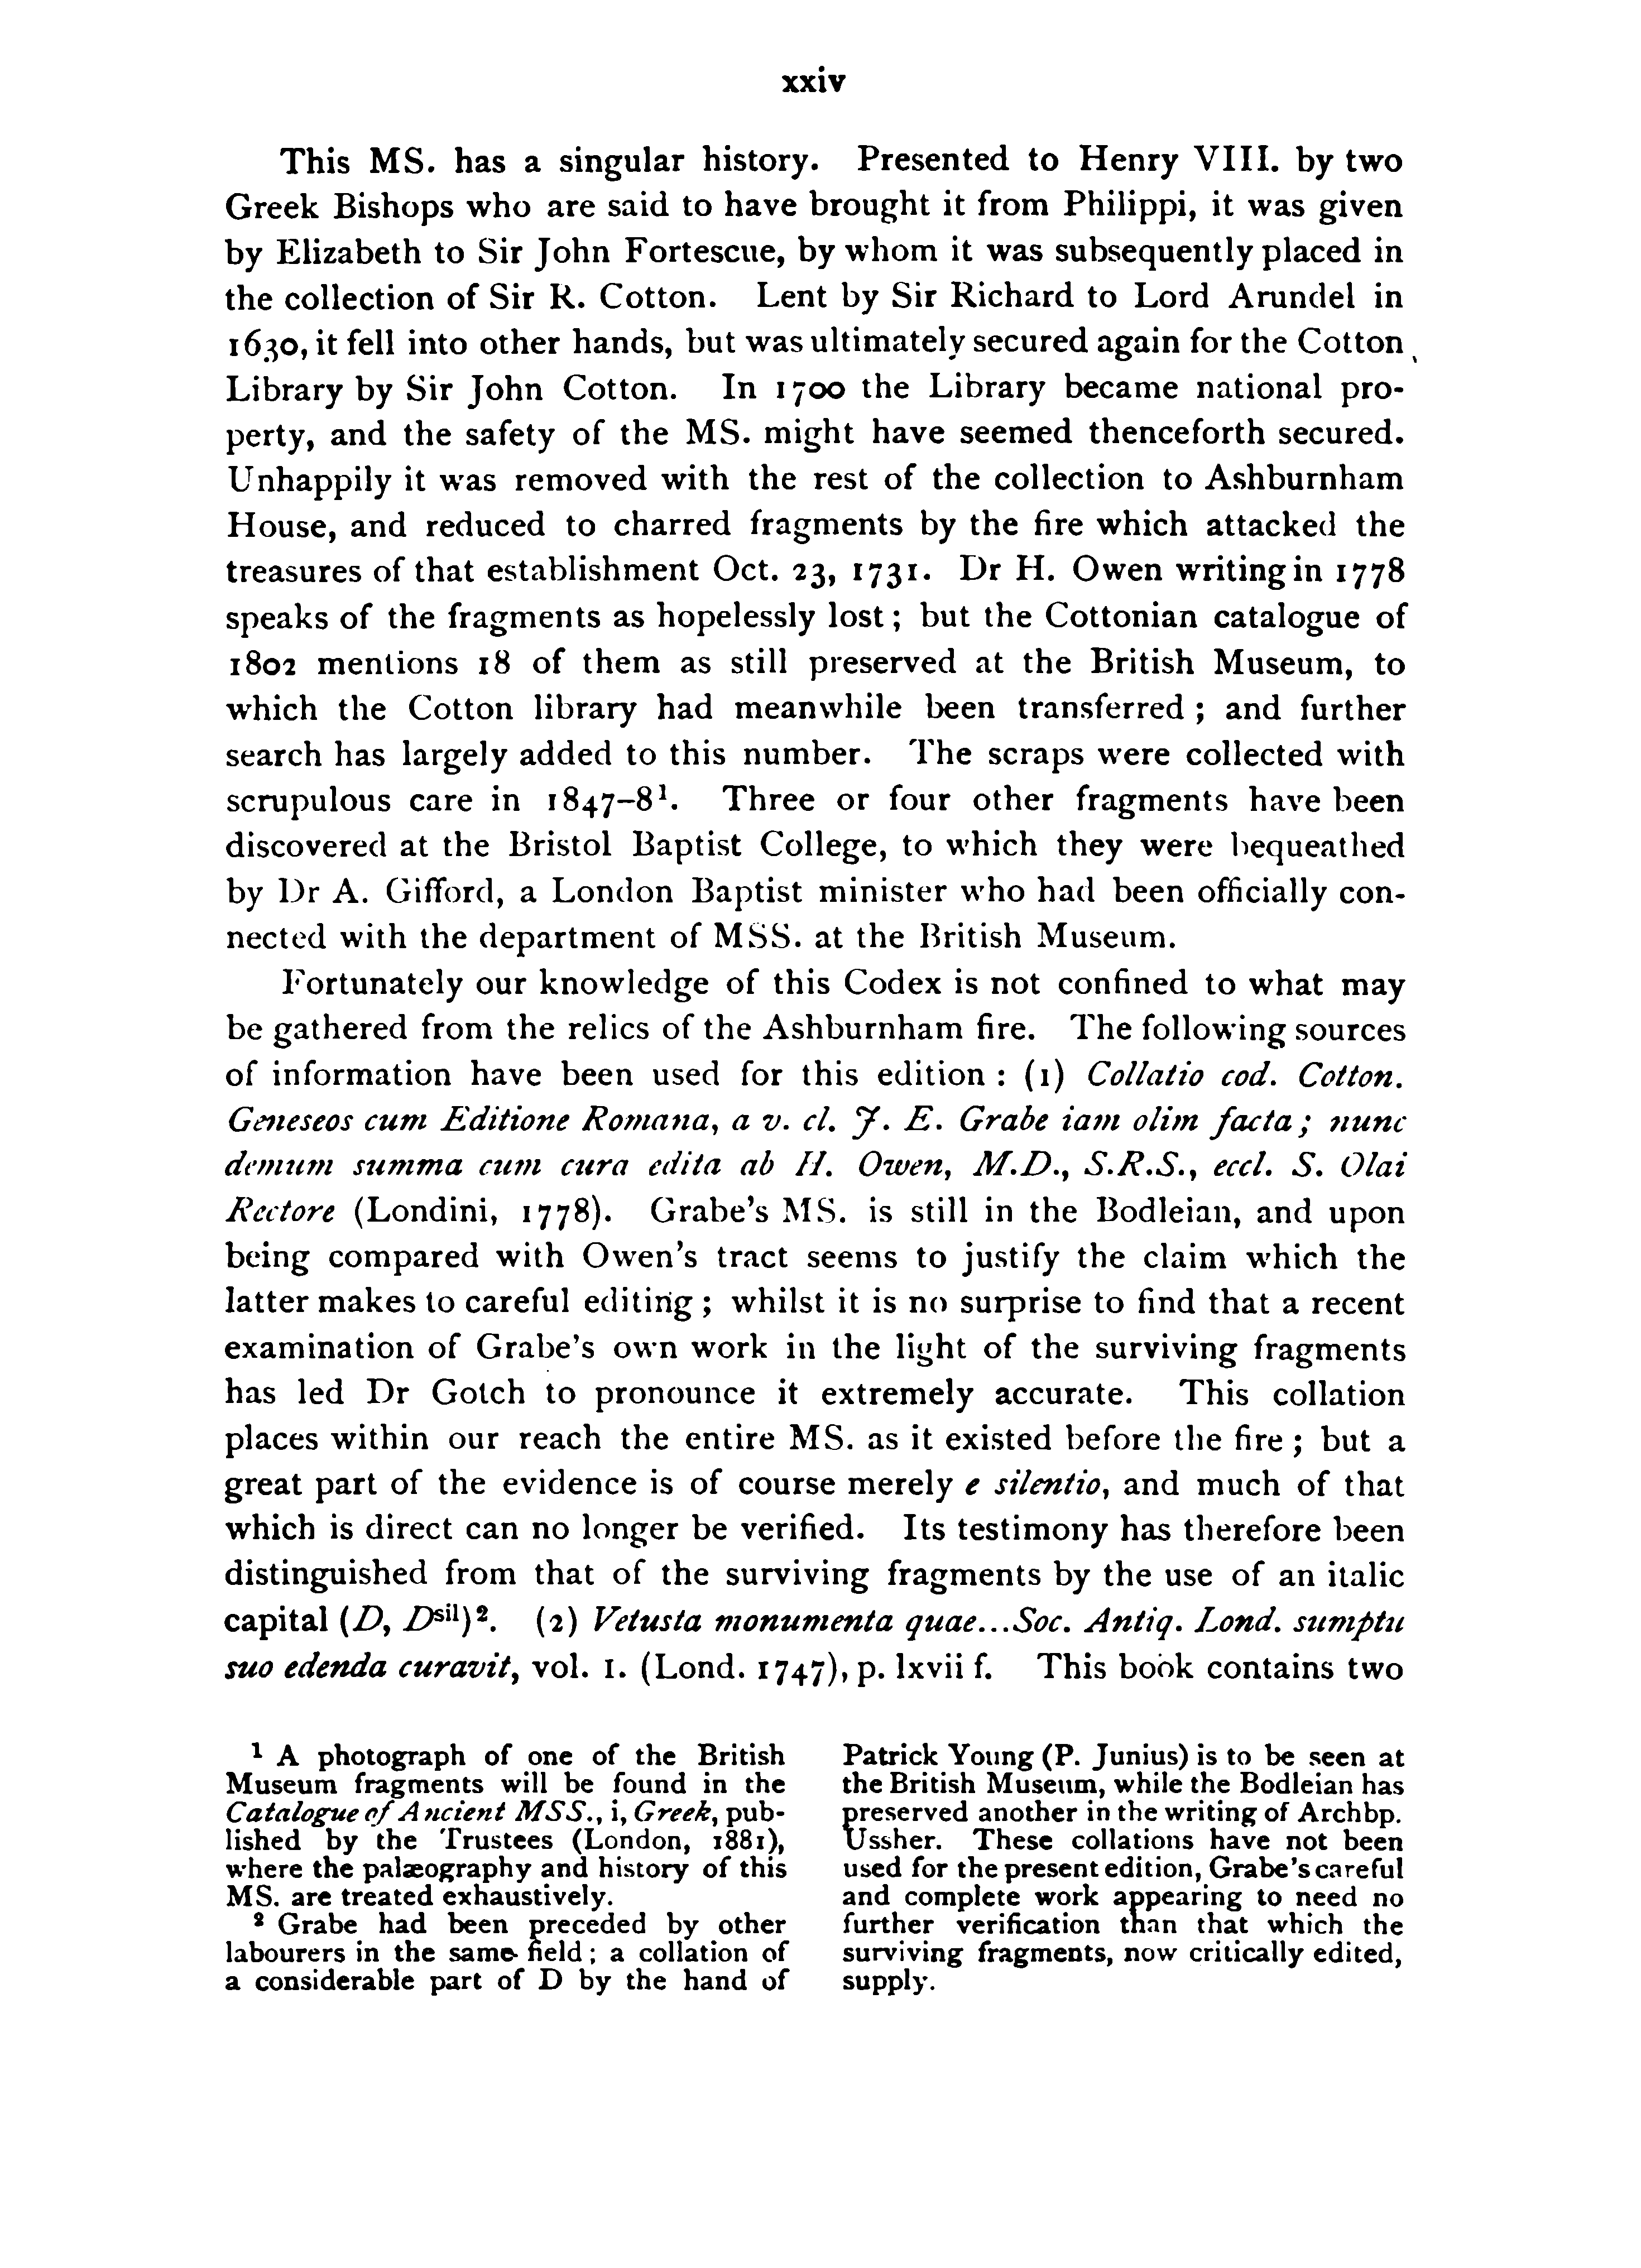 xxiv
This MS. has a singular history. Presented to Henry VIII. by two
Greek Bishops who are said to have brought it from Philippi, it was given
by Elizabeth to Sir John Fortescue, by whom it was subsequently placed in
the collection of Sir R. Cotton. Lent by Sir Richard to Lord Arundel in
1630, it fell into other hands, but was ultimately secured again for the Cotton
Library by Sir John Cotton. In 1700 the Library became national pro-
perty, and the safety of the MS. might have seemed thenceforth secured.
Unhappily it was removed with the rest of the collection to Ashburnham
House, and reduced to charred fragments by the fire which attacked the
treasures of that establishment Oct. 23, 1731. Dr H. Owen writing in 1778
speaks of the fragments as hopelessly lost; but the Cottonian catalogue of
1802 mentions 18 of them as still preserved at the British Museum, to
which the Cotton library had meanwhile been transferred; and further
search has largely added to this number. The scraps were collected with
scrupulous care in 1847–8¹. Three or four other fragments have been
discovered at the Bristol Baptist College, to which they were bequeathed
by Dr A. Gifford, a London Baptist minister who had been officially con-
nected with the department of MSS. at the British Museum.
Fortunately our knowledge of this Codex is not confined to what may
be gathered from the relics of the Ashburnham fire. The following sources
of information have been used for this edition: (1) Collatio cod. Cotton.
Geneseos cum Editione Romana, a v. cl. J. E. Grabe iam olim facta; nunc
demum summa cum cura edita ab H. Owen, M.D., S.R.S., eccl. S. Olai
Rectore (Londini, 1778). Grabe's MS. is still in the Bodleian, and upon
being compared with Owen's tract seems to justify the claim which the
latter makes to careful editing; whilst it is no surprise to find that a recent
examination of Grabe's own work in the light of the surviving fragments
has led Dr Gotch to pronounce it extremely accurate. This collation
places within our reach the entire MS. as it existed before the fire; but a
great part of the evidence is of course merely e silentio, and much of that
which is direct can no longer be verified. Its testimony has therefore been
distinguished from that of the surviving fragments by the use of an italic
capital (D, Dsil)². (2) Vetusta monumenta quae...Soc. Antiq. Lond. sumptu
suo edenda curavit, vol. I. (Lond. 1747), p. lxvii f. This book contains two
¹ A photograph of one of the British
Museum fragments will be found in the
Catalogue of Ancient MSS., i, Greek, pub-
lished by the Trustees (London, 1881),
where the palæography and history of this
MS. are treated exhaustively.
² Grabe had been preceded by other
labourers in the same field; a collation of
a considerable part of D by the hand of
Patrick Young (P. Junius) is to be seen at
the British Museum, while the Bodleian has
preserved another in the writing of Archbp.
Ussher. These collations have not been
used for the present edition, Grabe's careful
and complete work appearing to need no
further verification than that which the
surviving fragments, now critically edited,
supply.